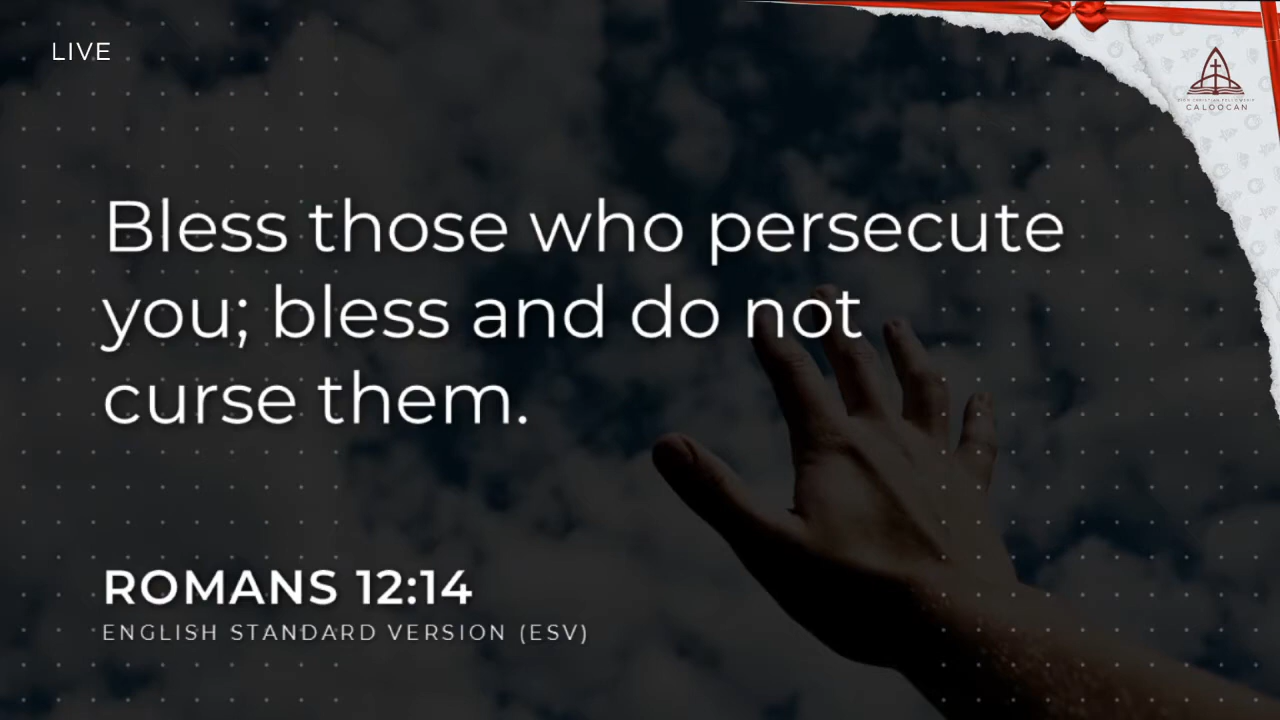 LIVE
CALOOCAN
Bless those who persecute
you; bless and do not
curse them.
ROMANS 12:14
ENGLISH STANDARD VERSION (ESV)